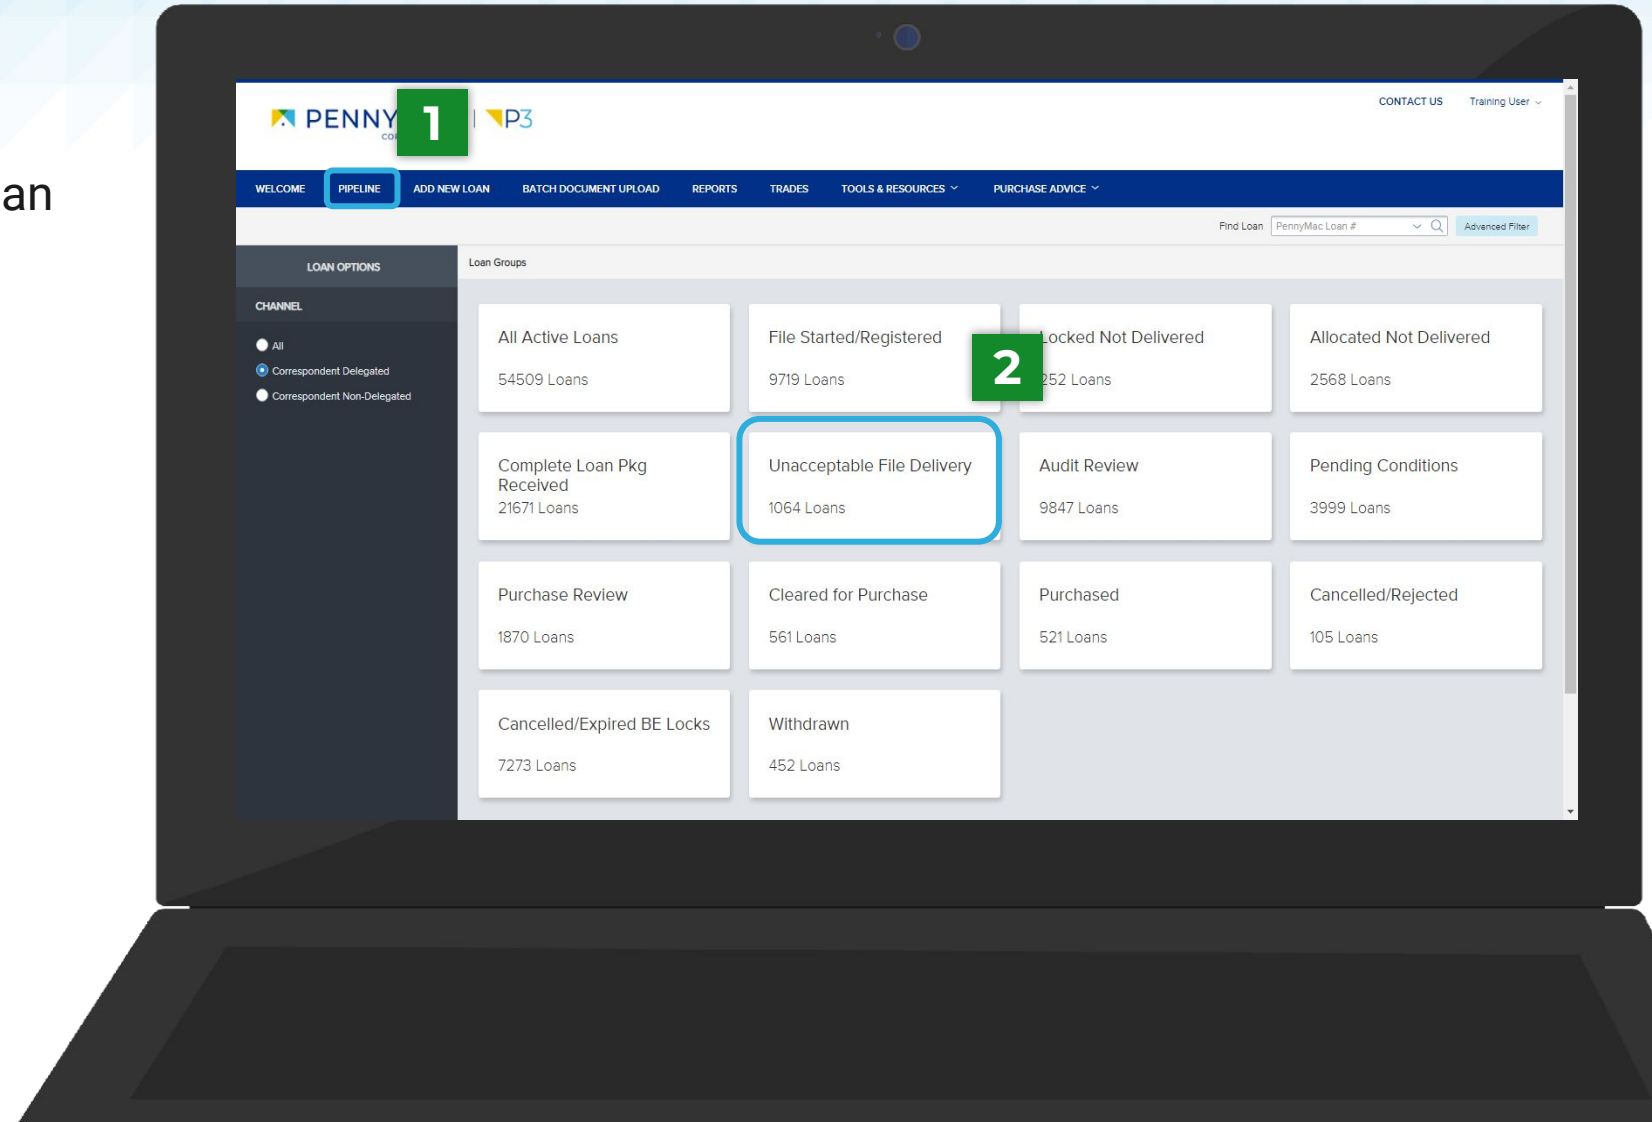 an
PENNY
1
P3
CONTACT US
Training User
WELCOME
PIPELINE
ADD NEW LOAN
BATCH DOCUMENT UPLOAD
REPORTS
TRADES
TOOLS & RESOURCES
PURCHASE ADVICE
Find Loan
PennyMac Loan #
Advanced Filter
LOAN OPTIONS
Loan Groups
CHANNEL
All
Correspondent Delegated
Correspondent Non-Delegated
All Active Loans
54509 Loans
File Started/Registered
9719 Loans
2
Locked Not Delivered
252 Loans
Allocated Not Delivered
2568 Loans
Complete Loan Pkg
Received
21671 Loans
Unacceptable File Delivery
1064 Loans
Audit Review
9847 Loans
Pending Conditions
3999 Loans
Purchase Review
1870 Loans
Cleared for Purchase
561 Loans
Purchased
521 Loans
Cancelled/Rejected
105 Loans
Cancelled/Expired BE Locks
7273 Loans
Withdrawn
452 Loans